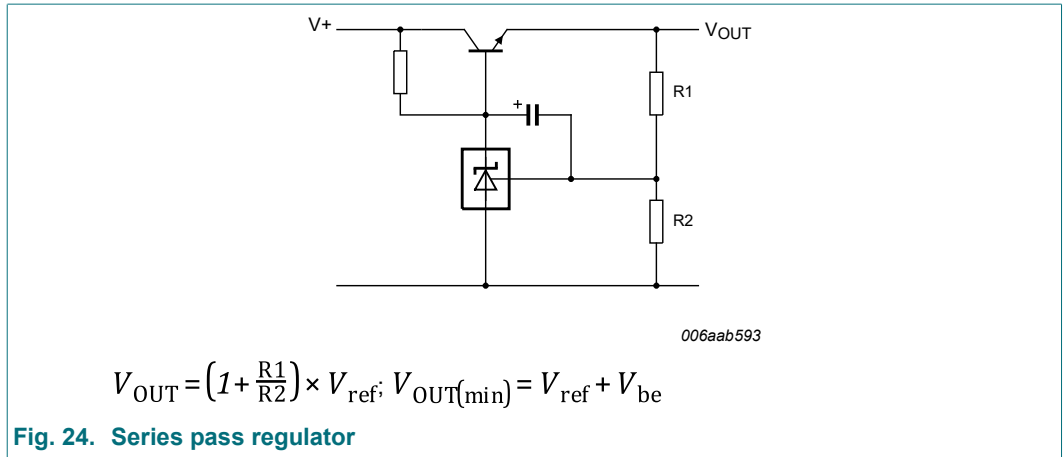 V+
VOUT
R1
+
R2
006aab593
VOUT = (1 + R1/R2) × Vref; VOUT(min) = Vref + Vbe
Fig. 24. Series pass regulator